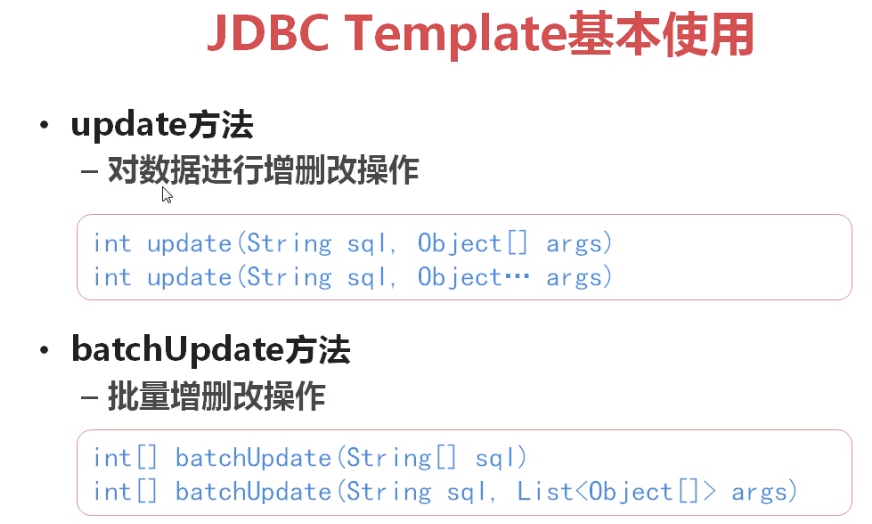 JDBC Template基本使用
• update方法
– 对数据进行增删改操作
int update(String sql, Object[] args)
int update(String sql, Object… args)
• batchUpdate方法
– 批量增删改操作
int[] batchUpdate(String[] sql)
int[] batchUpdate(String sql, List<Object[]> args)